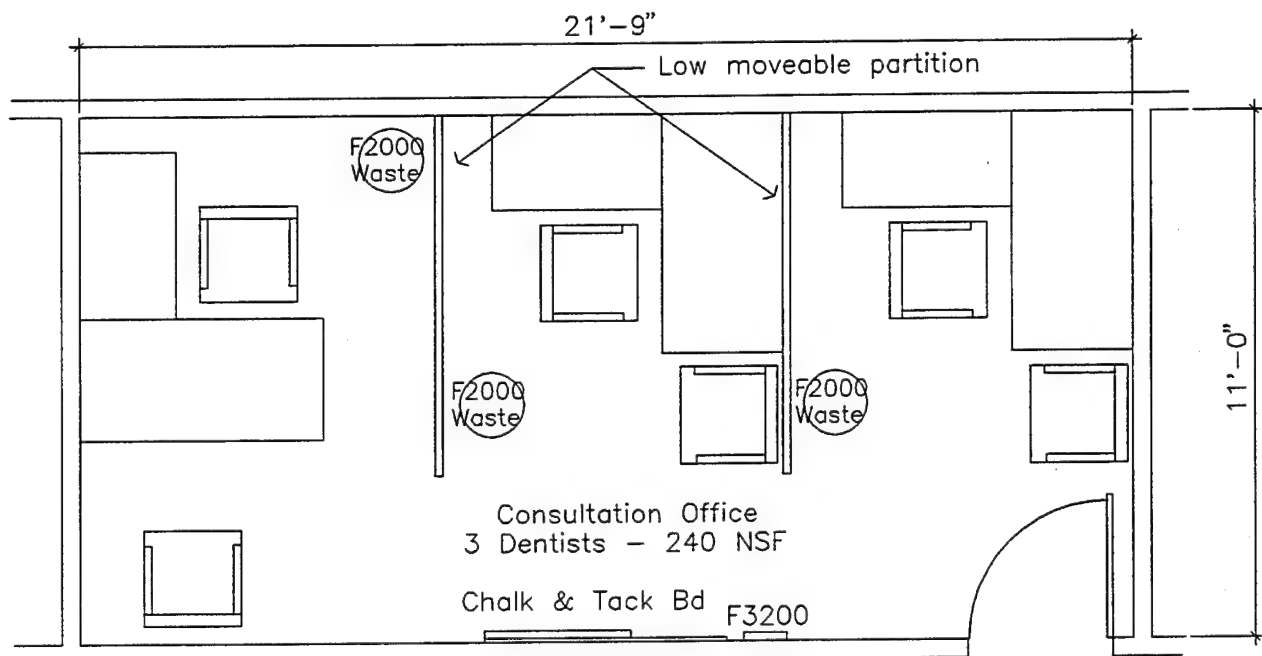 21'-9"
Low moveable partition
F2000
Waste
11'-0"
F2000
Waste
F2000
Waste
Consultation Office
3 Dentists - 240 NSF
Chalk & Tack Bd
F3200